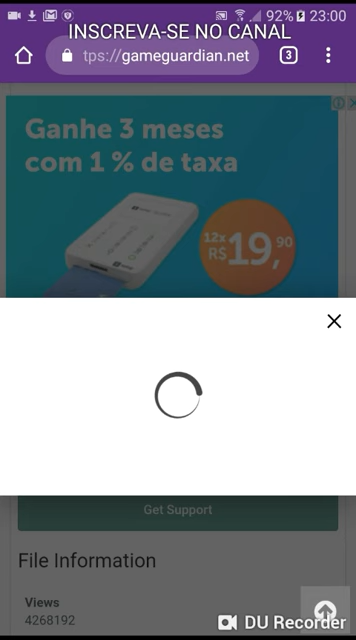 92% 23:00
INSCREVA-SE NO CANAL
tps://gameguardian.net
3
Ganhe 3 meses
com 1 % de taxa
12x
R$19,90
Get Support
File Information
Views
4268192
DU Recorder